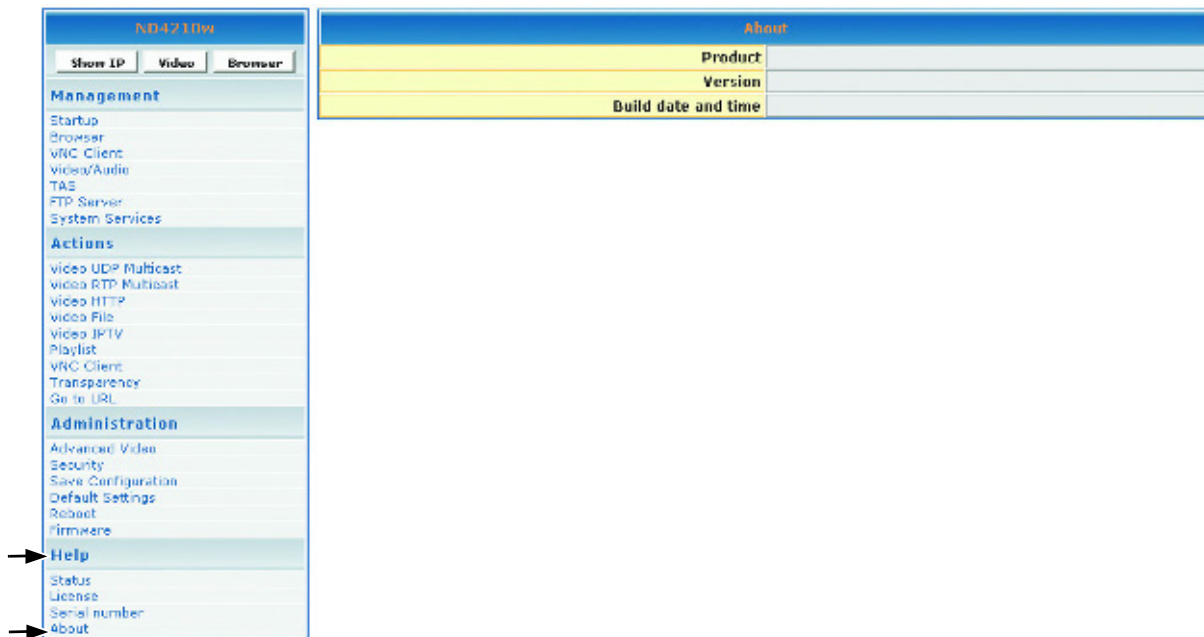 ND4210w
Show IP Video Browser
Management
Startup
Browser
VNC Client
Video/Audio
TAS
FTP Server
System Services
Actions
Video UDP Multicast
Video RTP Multicast
Video HTTP
Video File
Video IPTV
Playlist
VNC Client
Transparency
Go to URL
Administration
Advanced Video
Security
Save Configuration
Default Settings
Reboot
Firmware
Help
Status
License
Serial number
About
About
Product
Version
Build date and time